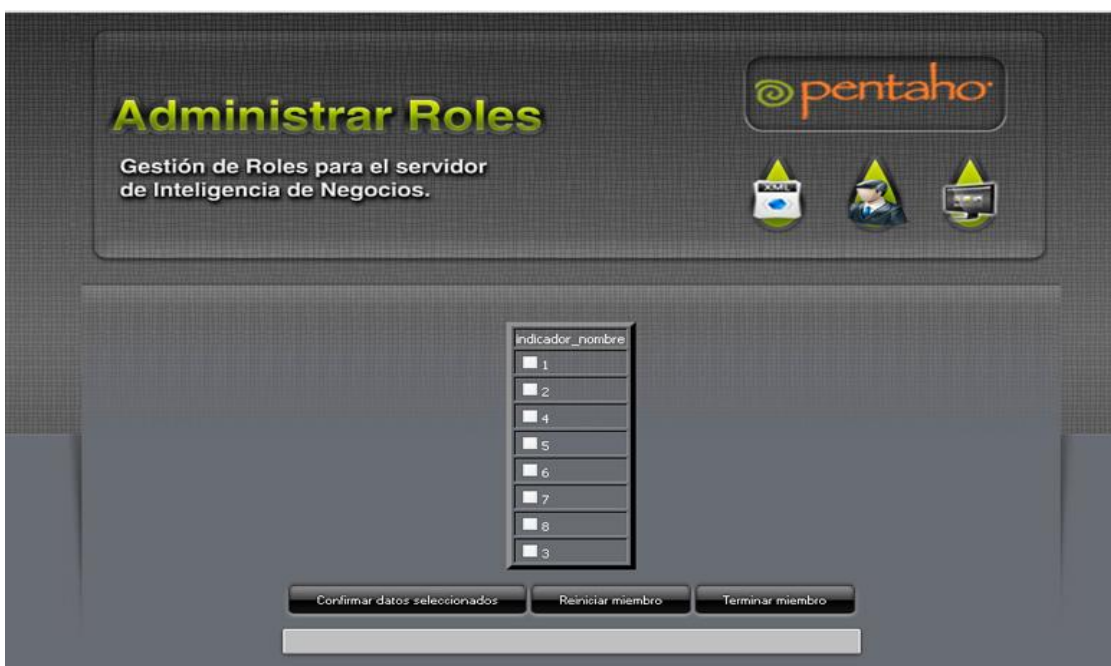 Administrar Roles
pentaho
Gestión de Roles para el servidor
de Inteligencia de Negocios.
XML
indicador_nombre
1
2
4
5
6
7
8
3
Confirmar datos seleccionados
Reiniciar miembro
Terminar miembro